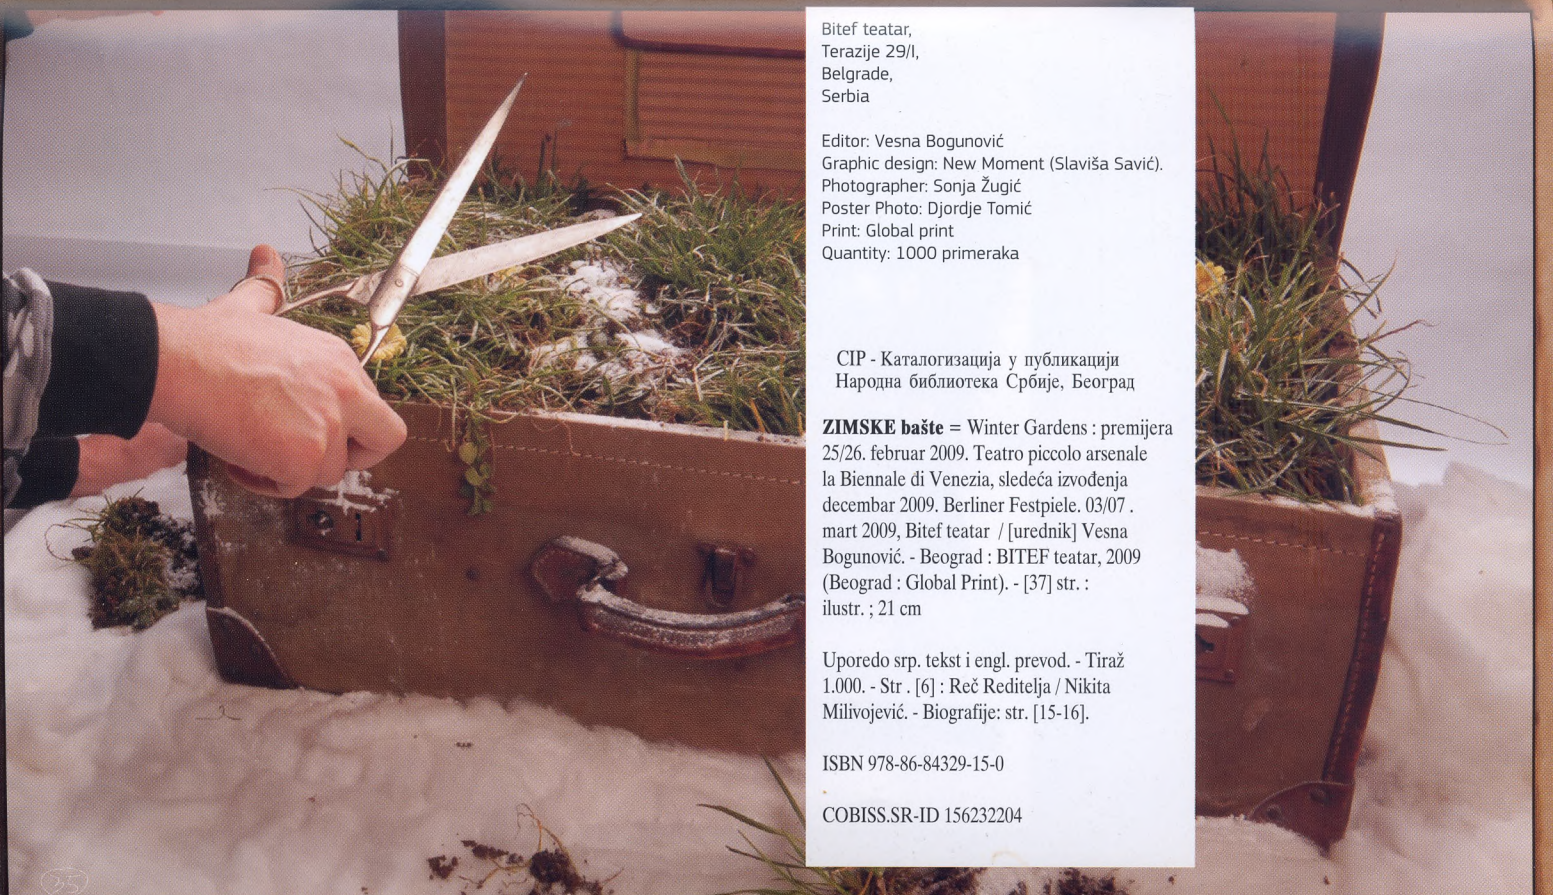 Bitef teatar,
Terazije 29/I,
Belgrade,
Serbia
Editor: Vesna Bogunović
Graphic design: New Moment (Slaviša Savić).
Photographer: Sonja Žugić
Poster Photo: Djordje Tomić
Print: Global print
Quantity: 1000 primeraka
CIP - Каталогизација у публикацији
Народна библиотека Србије, Београд
ZIMSKE bašte = Winter Gardens : premijera
25/26. februar 2009. Teatro piccolo arsenale
la Biennale di Venezia, sledeća izvođenja
decembar 2009. Berliner Festpiele. 03/07 .
mart 2009, Bitef teatar / [urednik] Vesna
Bogunović. - Beograd : BITEF teatar, 2009
(Beograd : Global Print). - [37] str. :
ilustr. ; 21 cm
Uporedo srp. tekst i engl. prevod. - Tiraž
1.000. - Str . [6] : Reč Reditelja / Nikita
Milivojević. - Biografije: str. [15-16].
ISBN 978-86-84329-15-0
COBISS.SR-ID 156232204
35